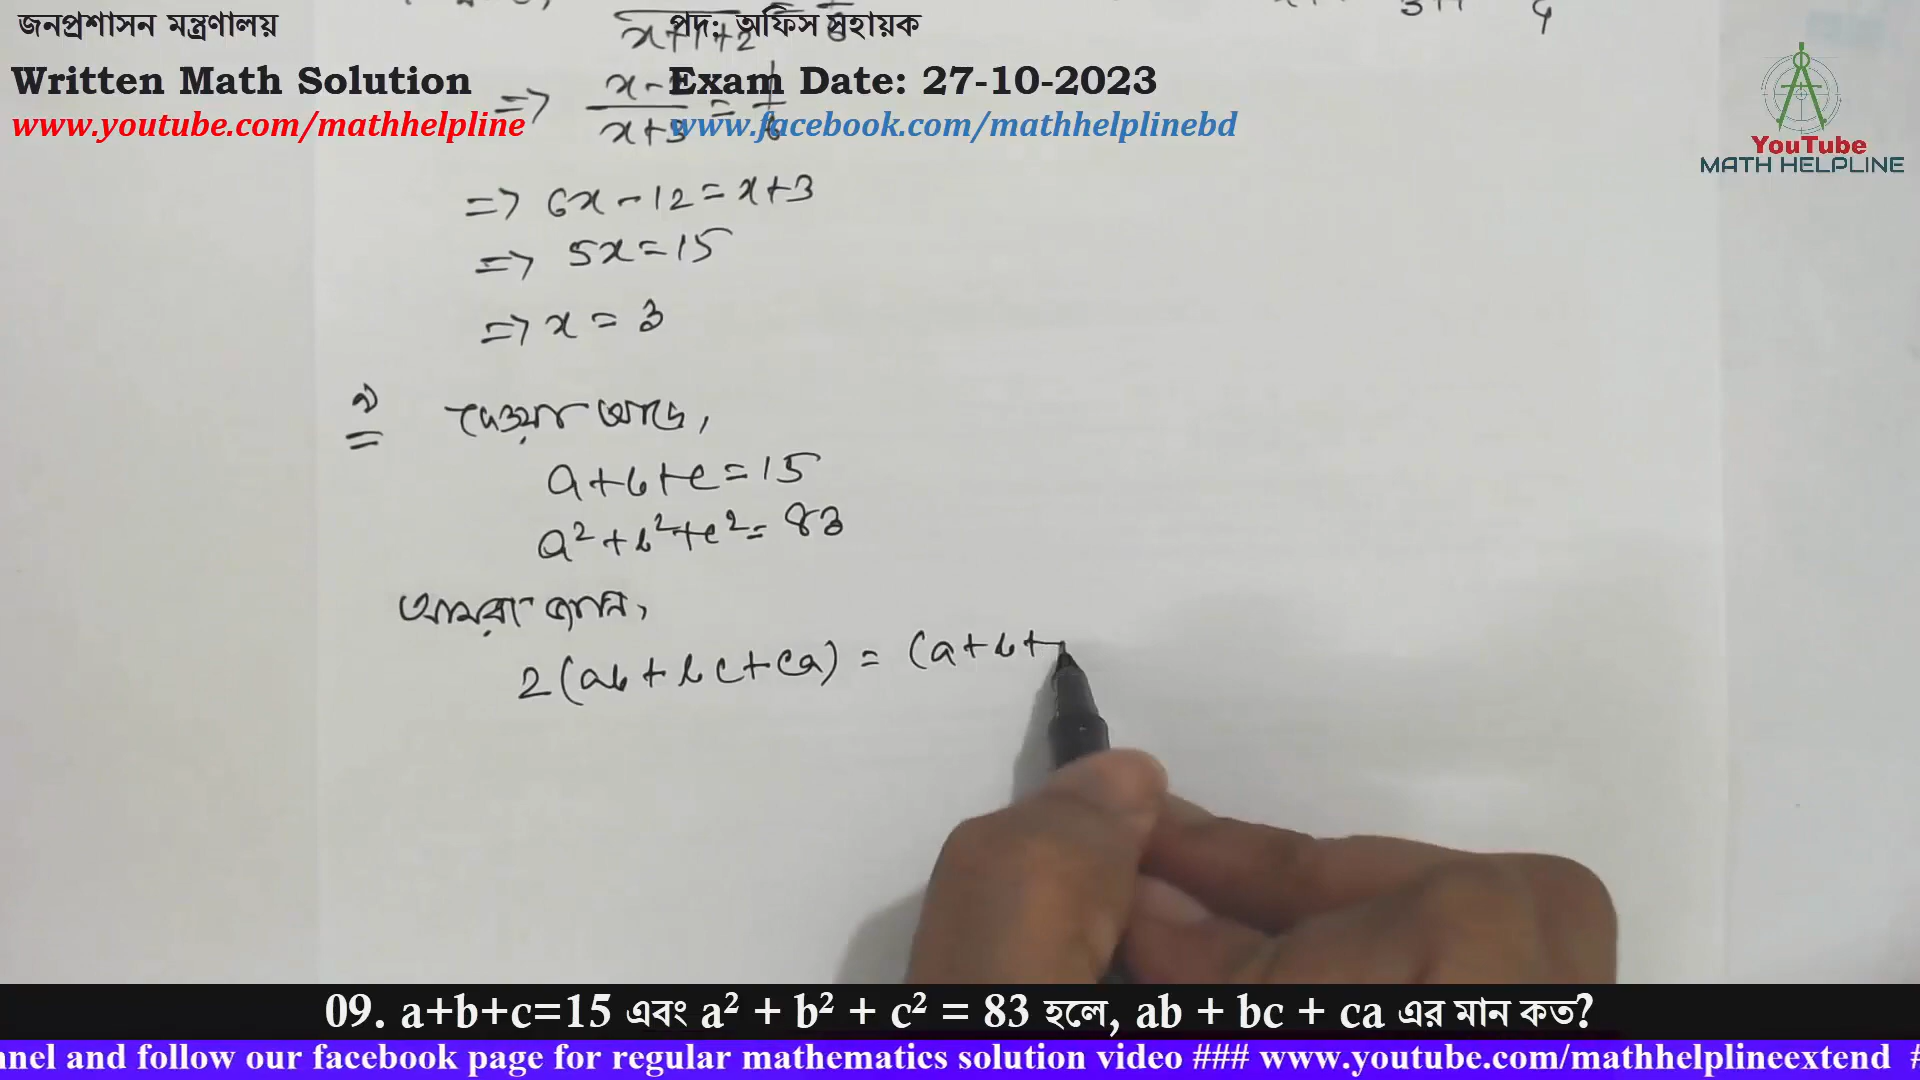 জনপ্রশাসন মন্ত্রণালয়
পদ: অফিস সহায়ক
Written Math Solution
Exam Date: 27-10-2023
www.youtube.com/mathhelpline
www.facebook.com/mathhelplinebd
YouTube
MATH HELPLINE
=> 6x - 12 = x+3
=> 5x = 15
=> x = 3
৯
দেওয়া আছে,
a+b+c = 15
a² + b² + c² = 83
আমরা জানি,
2(ab + bc + ca) = (a+b+
09. a+b+c=15 এবং a² + b² + c² = 83 হলে, ab + bc + ca এর মান কত?
nel and follow our facebook page for regular mathematics solution video ### www.youtube.com/mathhelplineextend #